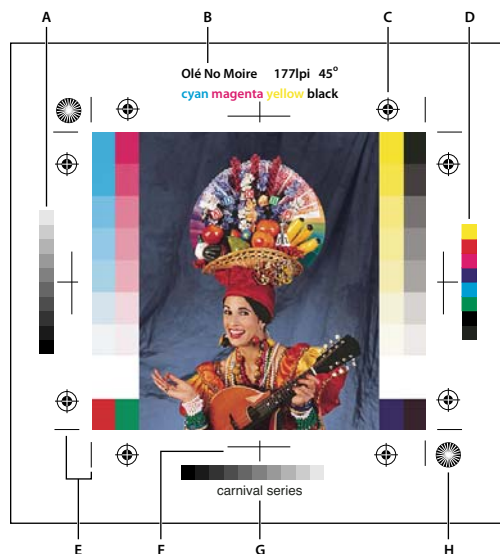 A B C D
Olé No Moire 177lpi 45°
cyan magenta yellow black
carnival series
E F G H